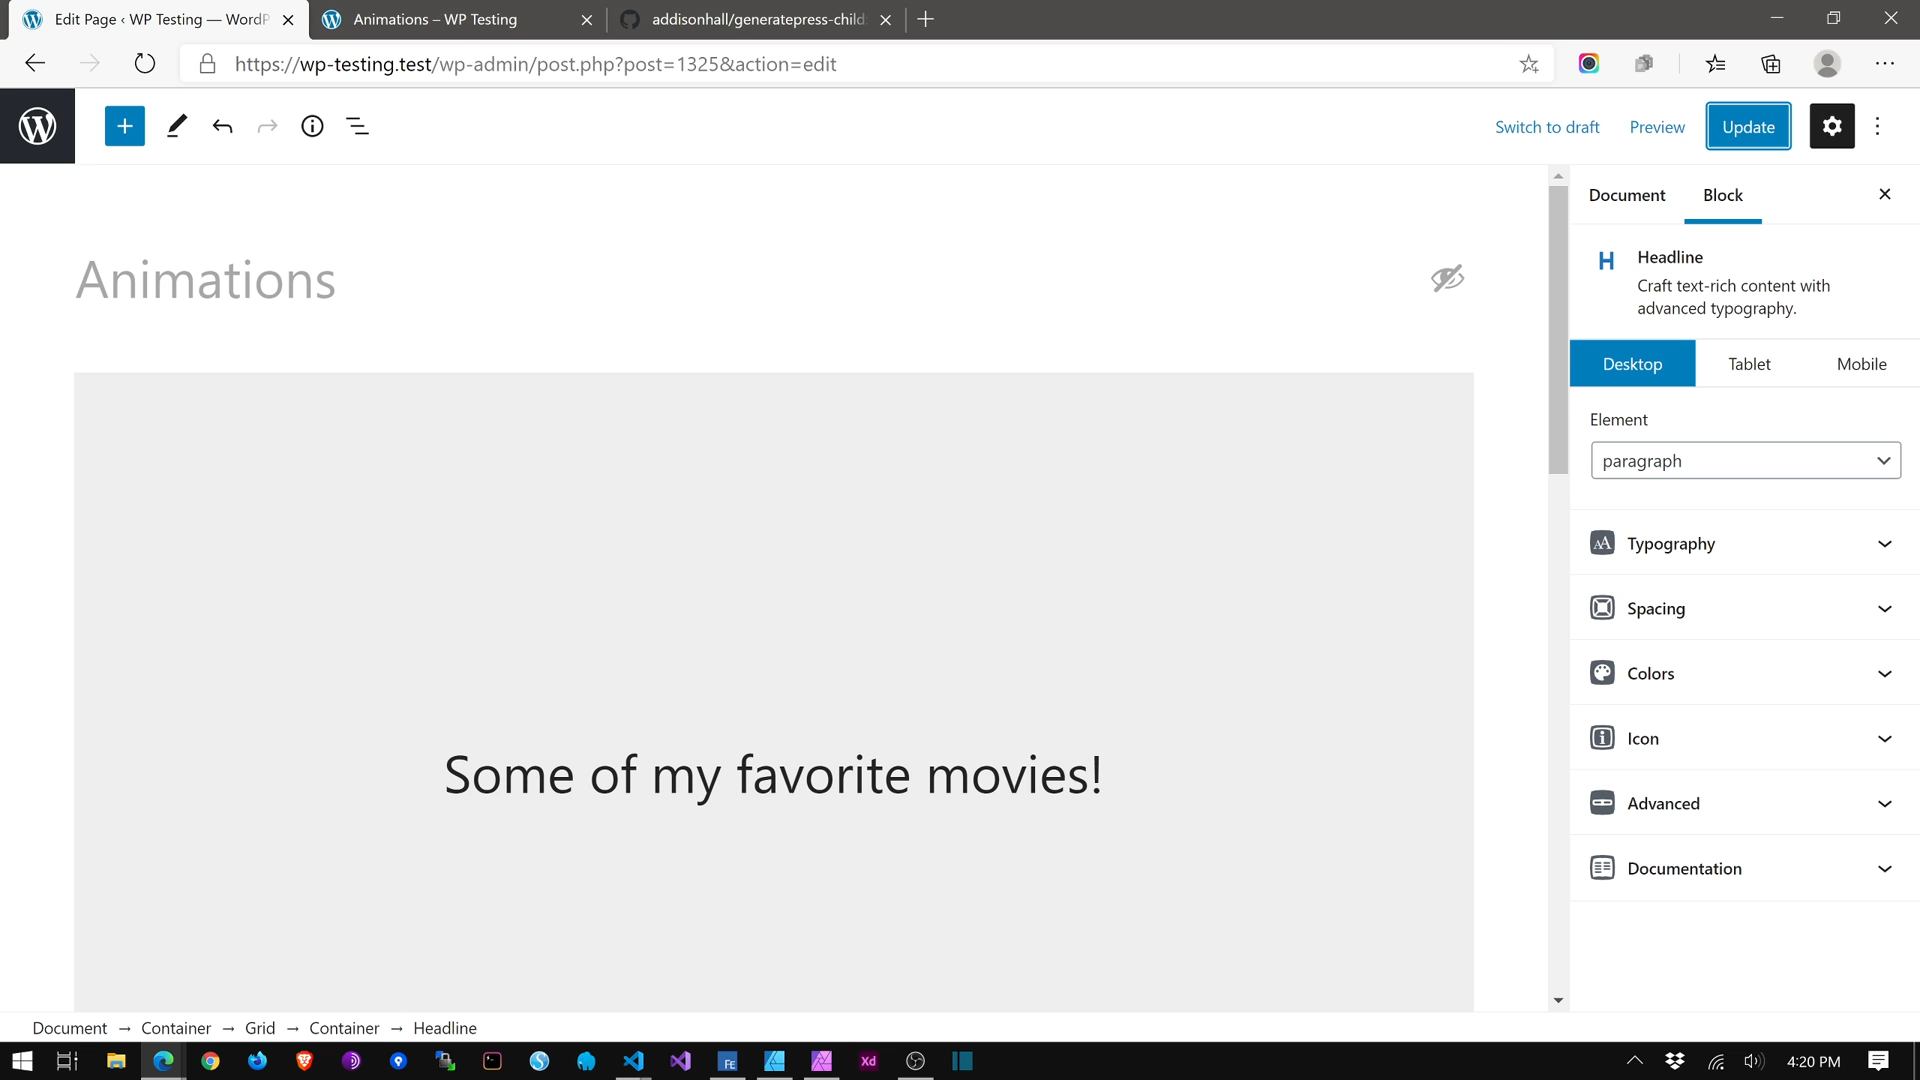 Edit Page ‹ WP Testing — WordP
Animations – WP Testing
addisonhall/generatepress-child
https://wp-testing.test/wp-admin/post.php?post=1325&action=edit
Switch to draft
Preview
Update
Document
Block
Animations
H
Headline
Craft text-rich content with
advanced typography.
Desktop
Tablet
Mobile
Element
paragraph
Typography
Spacing
Colors
Icon
Advanced
Documentation
Some of my favorite movies!
Document → Container → Grid → Container → Headline
FE
Xd
4:20 PM